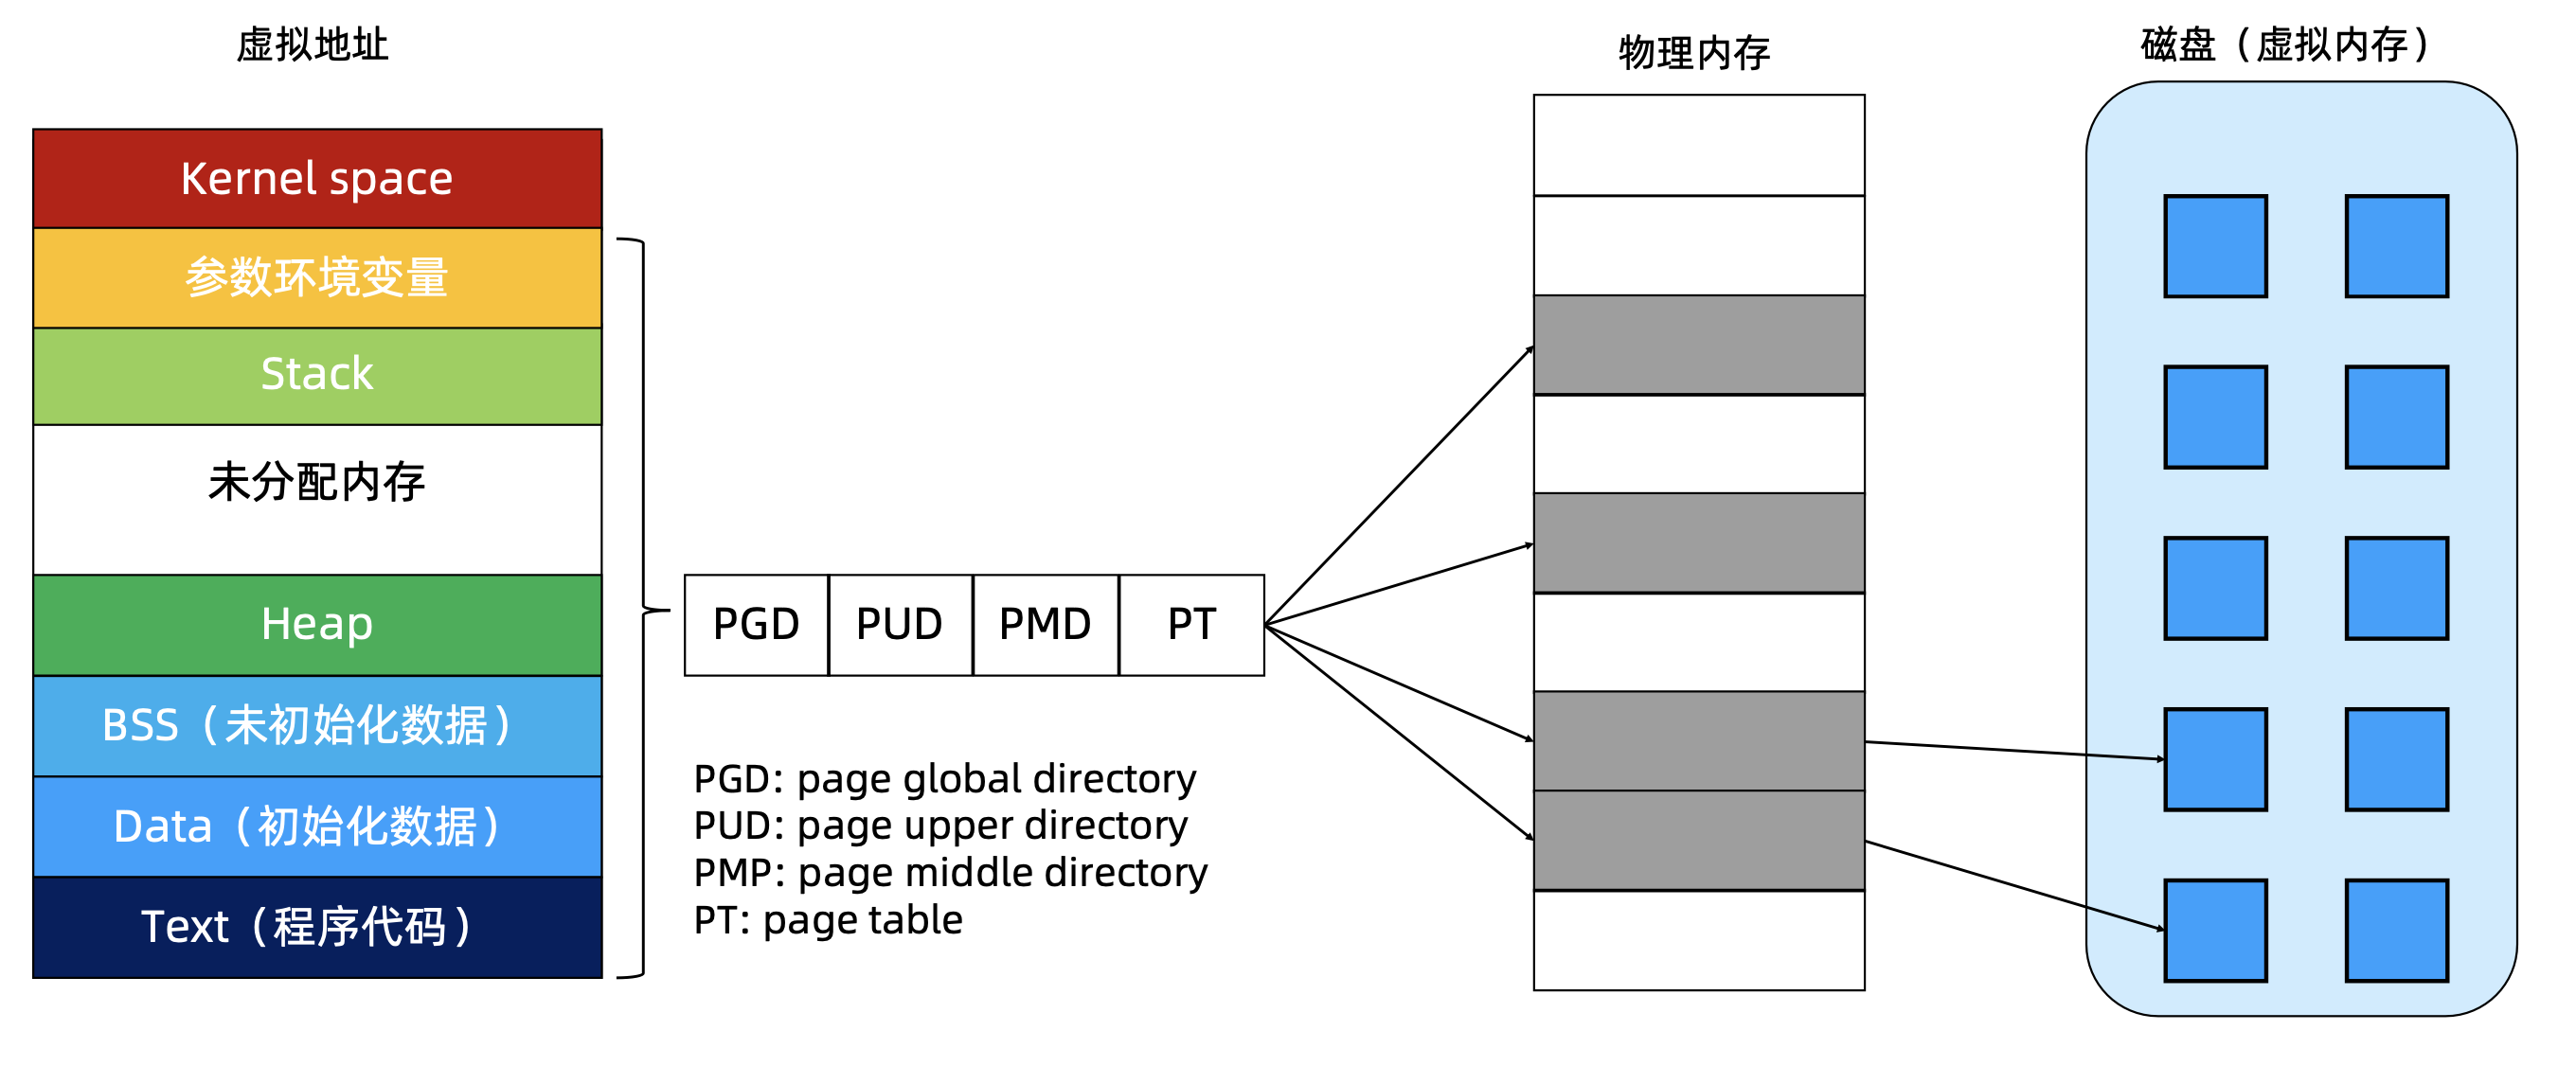 虚拟地址
Kernel space
参数环境变量
Stack
未分配内存
Heap
BSS（未初始化数据）
Data（初始化数据）
Text（程序代码）
PGD
PUD
PMD
PT
PGD: page global directory
PUD: page upper directory
PMP: page middle directory
PT: page table
物理内存
磁盘（虚拟内存）